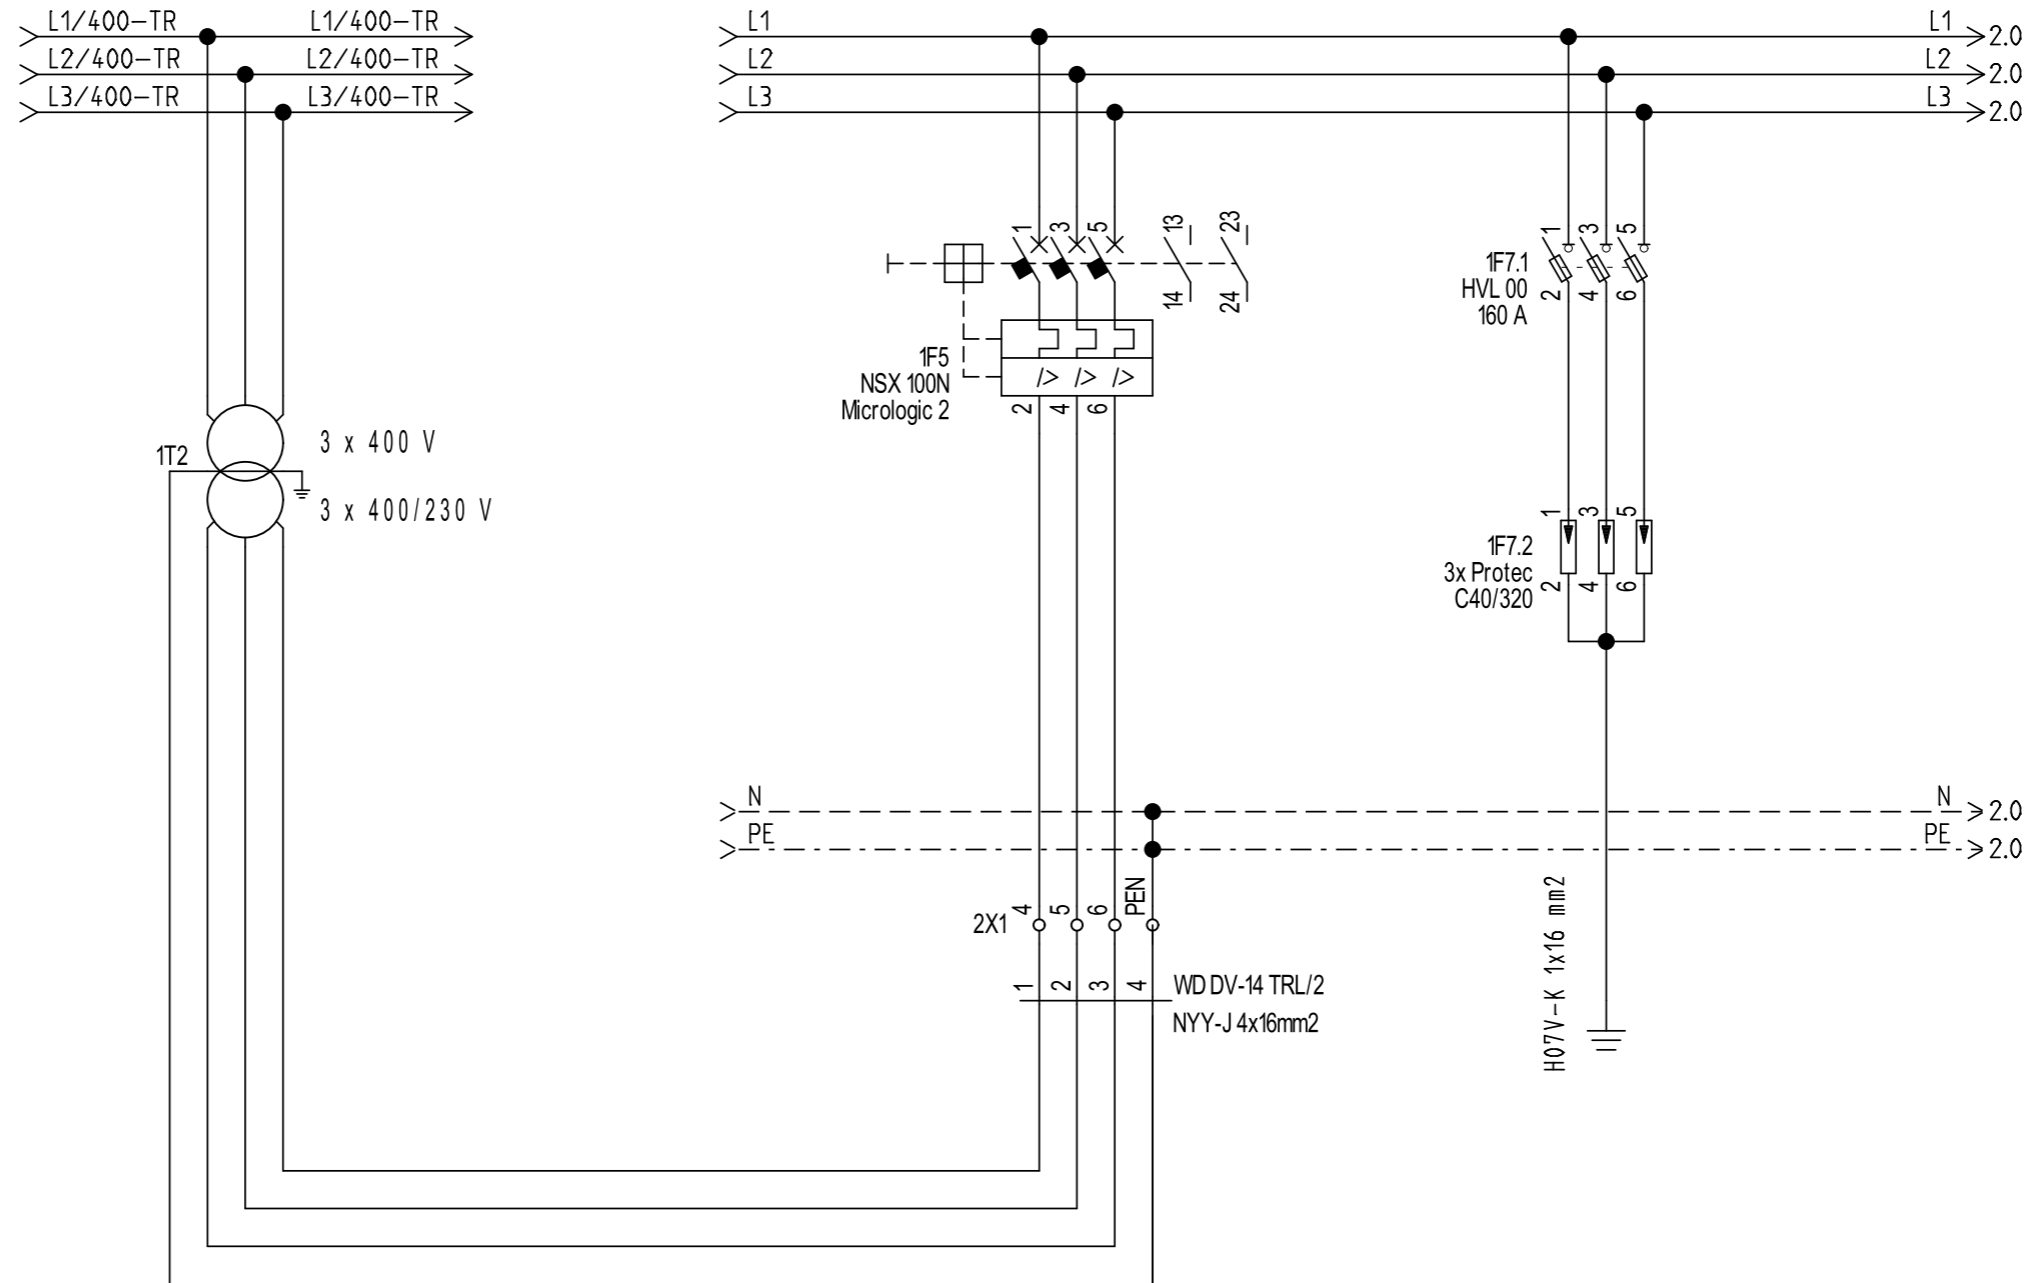 L1/400-TR L1/400-TR
L2/400-TR L2/400-TR
L3/400-TR L3/400-TR
L1 L1 2.0
L2 L2 2.0
L3 L3 2.0
1 3 5 13 23
14 24
1F5
NSX 100N
Micrologic 2
I> I> I>
2 4 6
1 3 5
1F7.1
HVL 00
160 A
2 4 6
1T2
3 x 400 V
3 x 400/230 V
1 3 5
1F7.2
3x Protec
C40/320
2 4 6
N N 2.0
PE PE 2.0
2X1
4 5 6 PEN
1 2 3 4
WD DV-14 TRL/2
NYY-J 4x16mm2
H07V-K 1x16 mm2